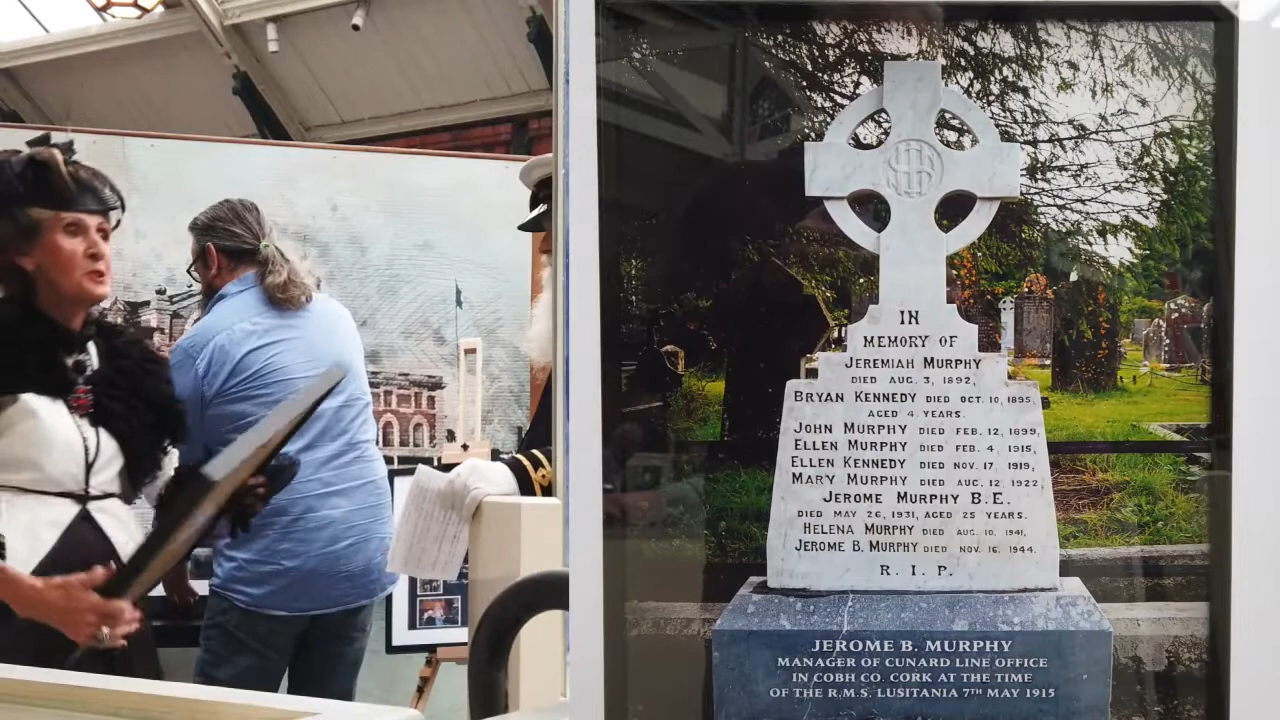 IHS
IN
MEMORY OF
JEREMIAH MURPHY
DIED AUG. 3, 1892,
BRYAN KENNEDY DIED OCT. 10, 1895,
AGED 4 YEARS.
JOHN MURPHY DIED FEB. 12, 1899,
ELLEN MURPHY DIED FEB. 4, 1915,
ELLEN KENNEDY DIED NOV. 17, 1919,
MARY MURPHY DIED AUG. 12, 1922,
JEROME MURPHY B.E.
DIED MAY 26, 1931, AGED 25 YEARS.
HELENA MURPHY DIED AUG. 10, 1941,
JEROME B. MURPHY DIED NOV. 16, 1944.
R. I. P.
JEROME B. MURPHY
MANAGER OF CUNARD LINE OFFICE
IN COBH CO. CORK AT THE TIME
OF THE R.M.S. LUSITANIA 7TH MAY 1915